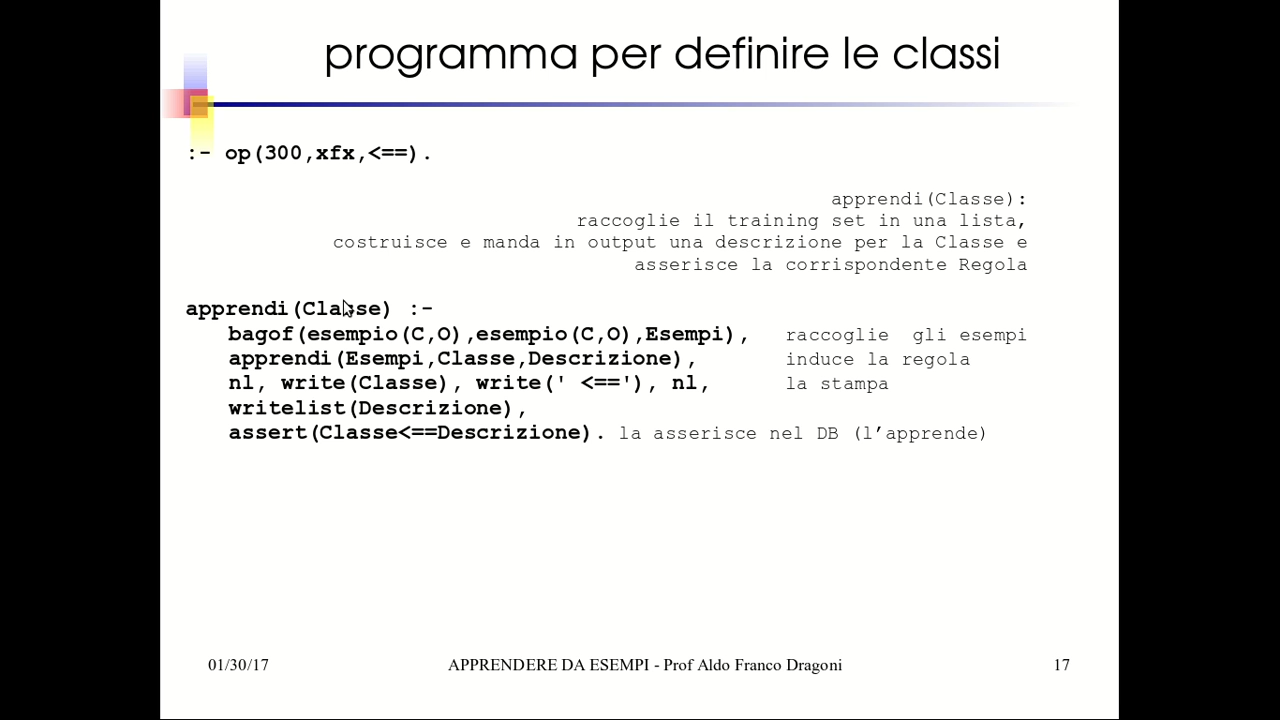 programma per definire le classi
:- op(300,xfx,<==).
apprendi(Classe):
raccoglie il training set in una lista,
costruisce e manda in output una descrizione per la Classe e
asserisce la corrispondente Regola
apprendi(Classe) :-
bagof(esempio(C,O),esempio(C,O),Esempi), raccoglie gli esempi
apprendi(Esempi,Classe,Descrizione), induce la regola
nl, write(Classe), write(' <=='), nl, la stampa
writelist(Descrizione),
assert(Classe<==Descrizione). la asserisce nel DB (l’apprende)
01/30/17 APPRENDERE DA ESEMPI - Prof Aldo Franco Dragoni 17